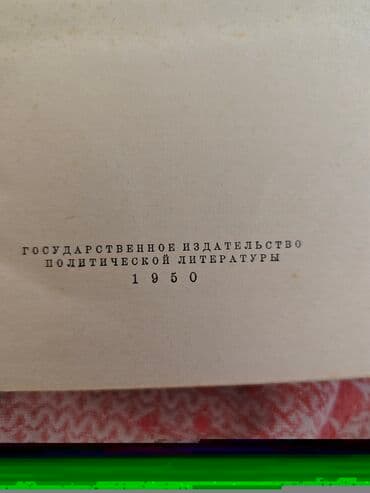 ГОСУДАРСТВЕННОЕ ИЗДАТЕЛЬСТВО
ПОЛИТИЧЕСКОЙ ЛИТЕРАТУРЫ
1950